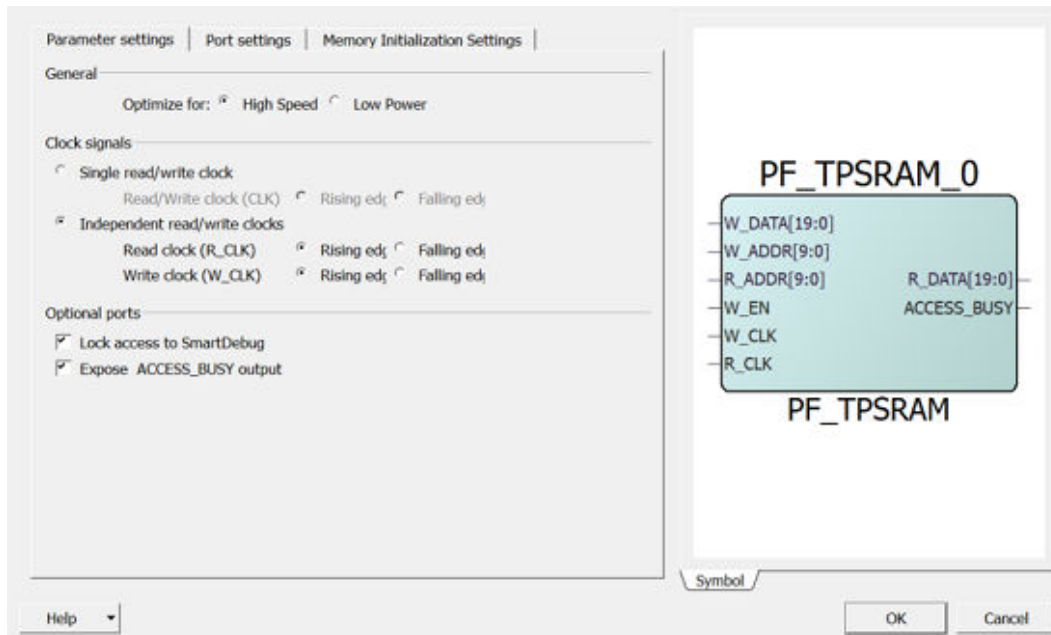 Parameter settings | Port settings | Memory Initialization Settings |
General
Optimize for: High Speed Low Power
Clock signals
Single read/write clock
Read/Write clock (CLK) Rising edg Falling edg
Independent read/write clocks
Read clock (R_CLK) Rising edg Falling edg
Write clock (W_CLK) Rising edg Falling edg
Optional ports
Lock access to SmartDebug
Expose ACCESS_BUSY output
PF_TPSRAM_0
W_DATA[19:0]
W_ADDR[9:0]
R_ADDR[9:0] R_DATA[19:0]
W_EN ACCESS_BUSY
W_CLK
R_CLK
PF_TPSRAM
Symbol
Help OK Cancel